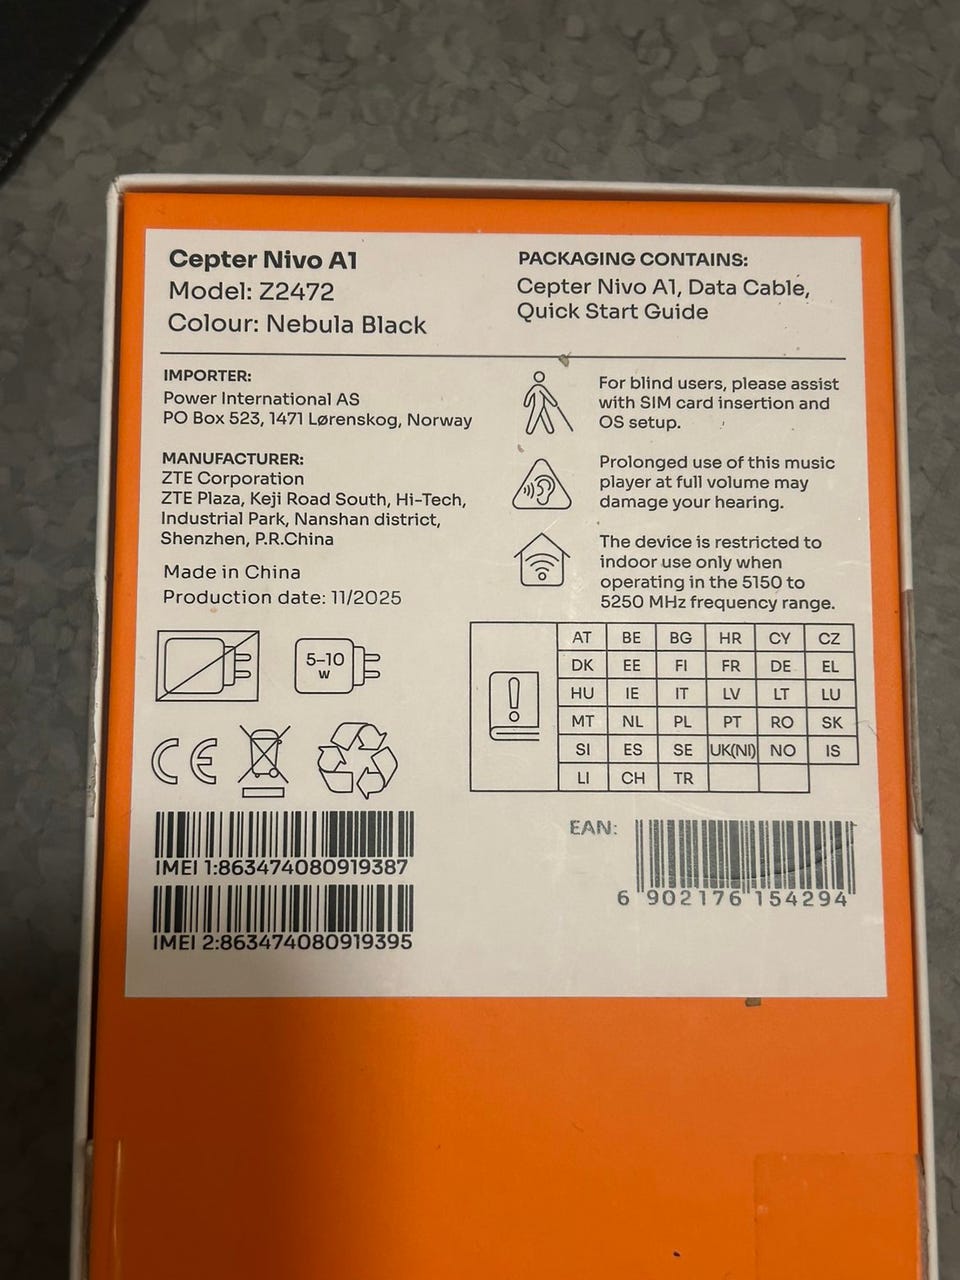 Cepter Nivo A1
Model: Z2472
Colour: Nebula Black
PACKAGING CONTAINS:
Cepter Nivo A1, Data Cable,
Quick Start Guide
IMPORTER:
Power International AS
PO Box 523, 1471 Lørenskog, Norway
MANUFACTURER:
ZTE Corporation
ZTE Plaza, Keji Road South, Hi-Tech,
Industrial Park, Nanshan district,
Shenzhen, P.R.China
Made in China
Production date: 11/2025
For blind users, please assist
with SIM card insertion and
OS setup.
Prolonged use of this music
player at full volume may
damage your hearing.
The device is restricted to
indoor use only when
operating in the 5150 to
5250 MHz frequency range.
5–10
W
CE
AT BE BG HR CY CZ
DK EE FI FR DE EL
HU IE IT LV LT LU
MT NL PL PT RO SK
SI ES SE UK(NI) NO IS
LI CH TR
IMEI 1:863474080919387
IMEI 2:863474080919395
EAN:
6 902176 154294